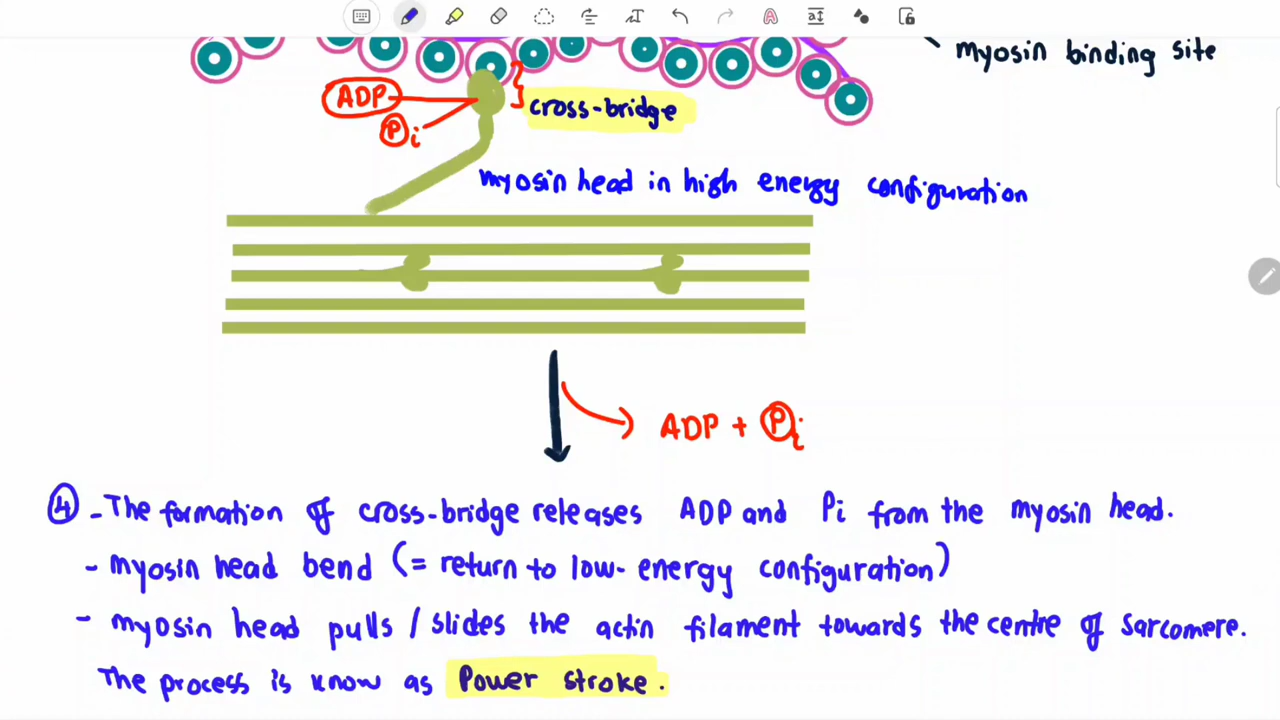 myosin binding site
ADP
Pi
cross-bridge
myosin head in high energy configuration
ADP + Pi
④ - The formation of cross-bridge releases ADP and Pi from the myosin head.
- myosin head bend (= return to low-energy configuration)
- myosin head pulls / slides the actin filament towards the centre of sarcomere.
The process is know as Power stroke.